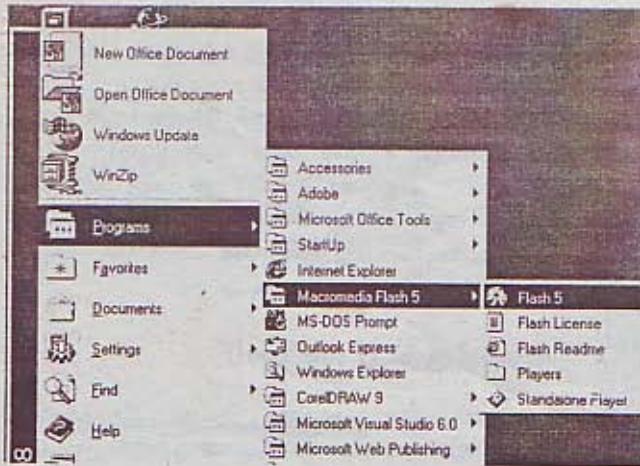 New Office Document
Open Office Document
Windows Update
WinZip
Programs
Favorites
Documents
Settings
Find
Help
Accessories
Adobe
Microsoft Office Tools
StartUp
Internet Explorer
Macromedia Flash 5
MS-DOS Prompt
Outlook Express
Windows Explorer
CorelDRAW 9
Microsoft Visual Studio 6.0
Microsoft Web Publishing
Flash 5
Flash License
Flash Readme
Players
Standalone Player
8